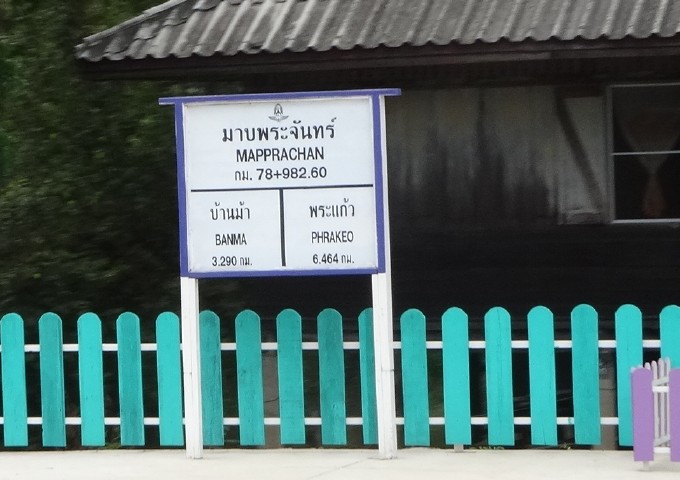 มาบพระจันทร์
MAPPRACHAN
กม. 78+982.60
บ้านม้า
BANMA
3.290 กม.
พระแก้ว
PHRAKEO
6.464 กม.